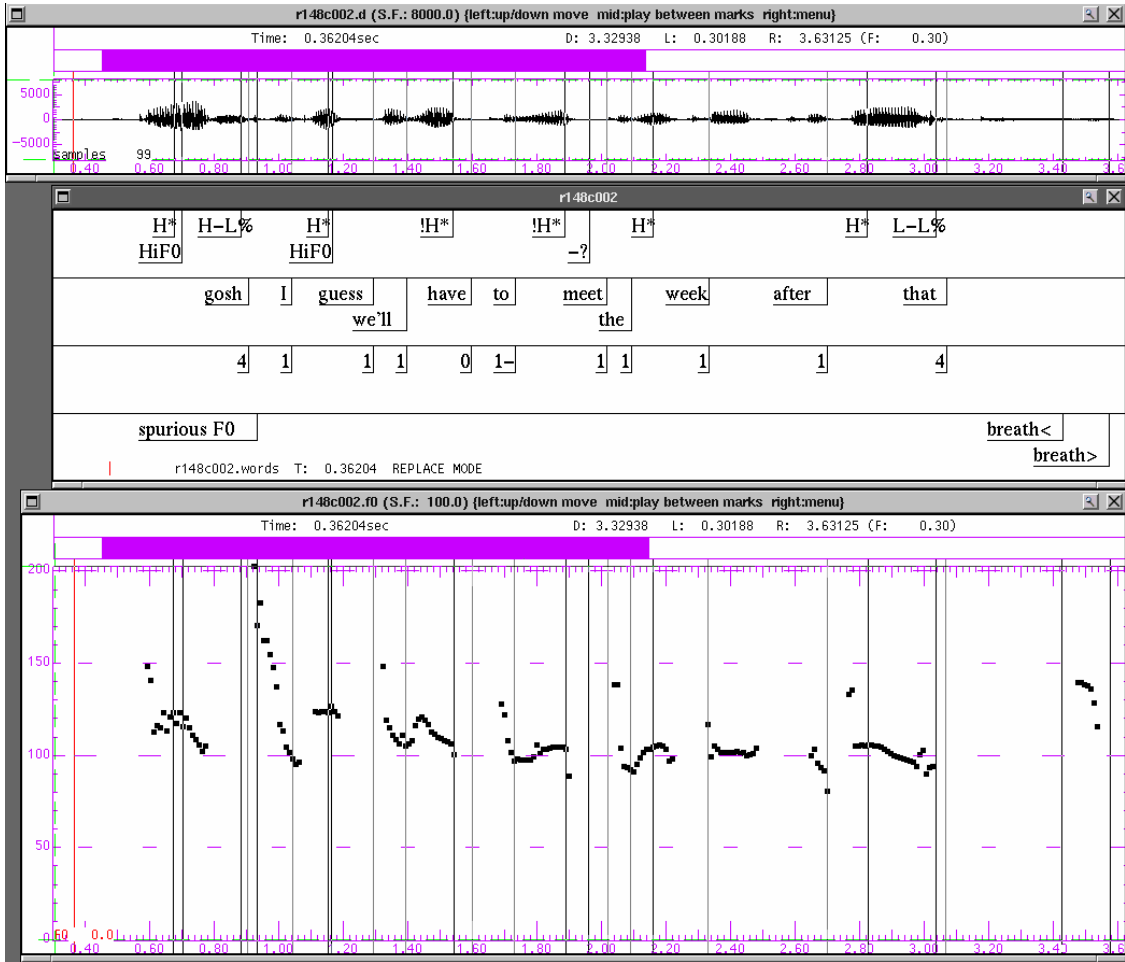 r148c002.d (S.F.: 8000.0) {left:up/down move mid:play between marks right:menu}
Time: 0.36204sec D: 3.32938 L: 0.30188 R: 3.63125 (F: 0.30)
5000
0
-5000
samples 99
0.40 0.60 0.80 1.00 1.20 1.40 1.60 1.80 2.00 2.20 2.40 2.60 2.80 3.00 3.20 3.40 3.6
r148c002
H* H-L% H* !H* !H* H* H* L-L%
HiF0 HiF0 -?
gosh I guess have to meet week after that
we'll the
4 1 1 1 0 1- 1 1 1 1 4
spurious F0 breath<
breath>
r148c002.words T: 0.36204 REPLACE MODE
r148c002.f0 (S.F.: 100.0) {left:up/down move mid:play between marks right:menu}
Time: 0.36204sec D: 3.32938 L: 0.30188 R: 3.63125 (F: 0.30)
200
150
100
50
0 F0 0.0
0.40 0.60 0.80 1.00 1.20 1.40 1.60 1.80 2.00 2.20 2.40 2.60 2.80 3.00 3.20 3.40 3.6